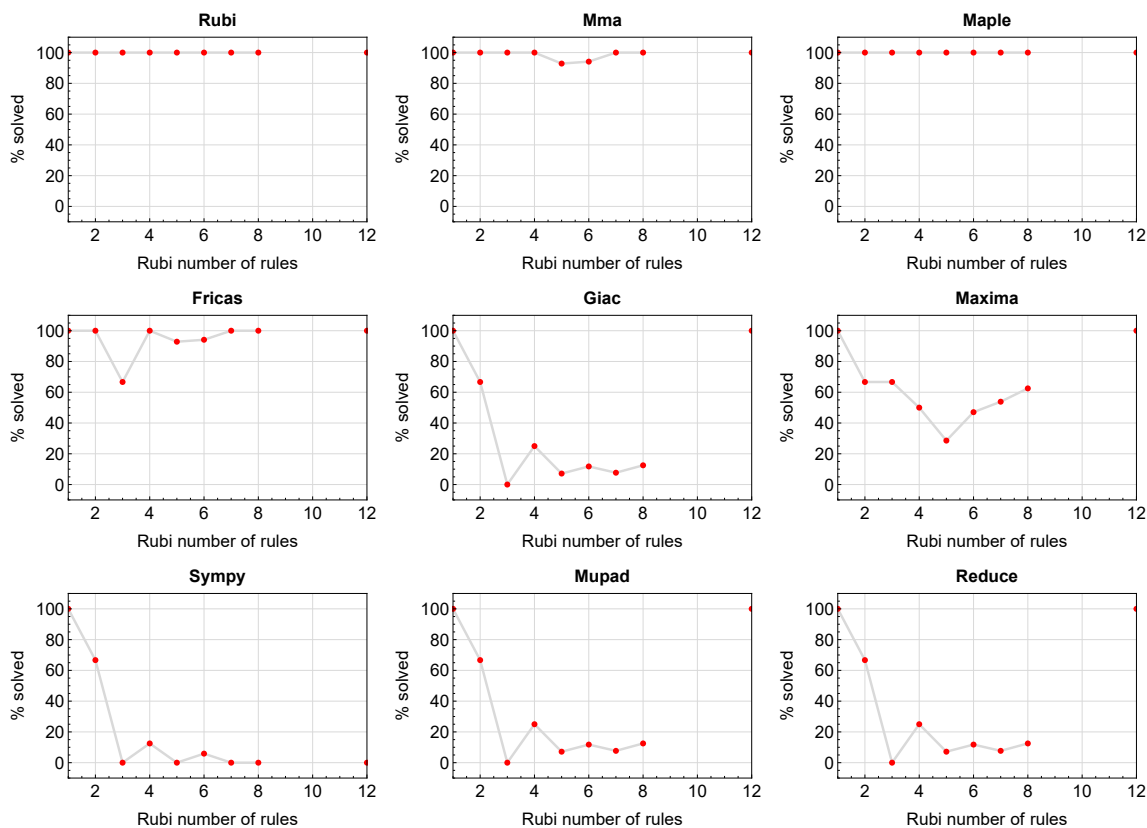 Rubi Mma Maple
100 100 100
80 80 80
60 60 60
40 40 40
20 20 20
0 0 0
% solved % solved % solved
2 4 6 8 10 12 2 4 6 8 10 12 2 4 6 8 10 12
Rubi number of rules Rubi number of rules Rubi number of rules
Fricas Giac Maxima
100 100 100
80 80 80
60 60 60
40 40 40
20 20 20
0 0 0
% solved % solved % solved
2 4 6 8 10 12 2 4 6 8 10 12 2 4 6 8 10 12
Rubi number of rules Rubi number of rules Rubi number of rules
Sympy Mupad Reduce
100 100 100
80 80 80
60 60 60
40 40 40
20 20 20
0 0 0
% solved % solved % solved
2 4 6 8 10 12 2 4 6 8 10 12 2 4 6 8 10 12
Rubi number of rules Rubi number of rules Rubi number of rules